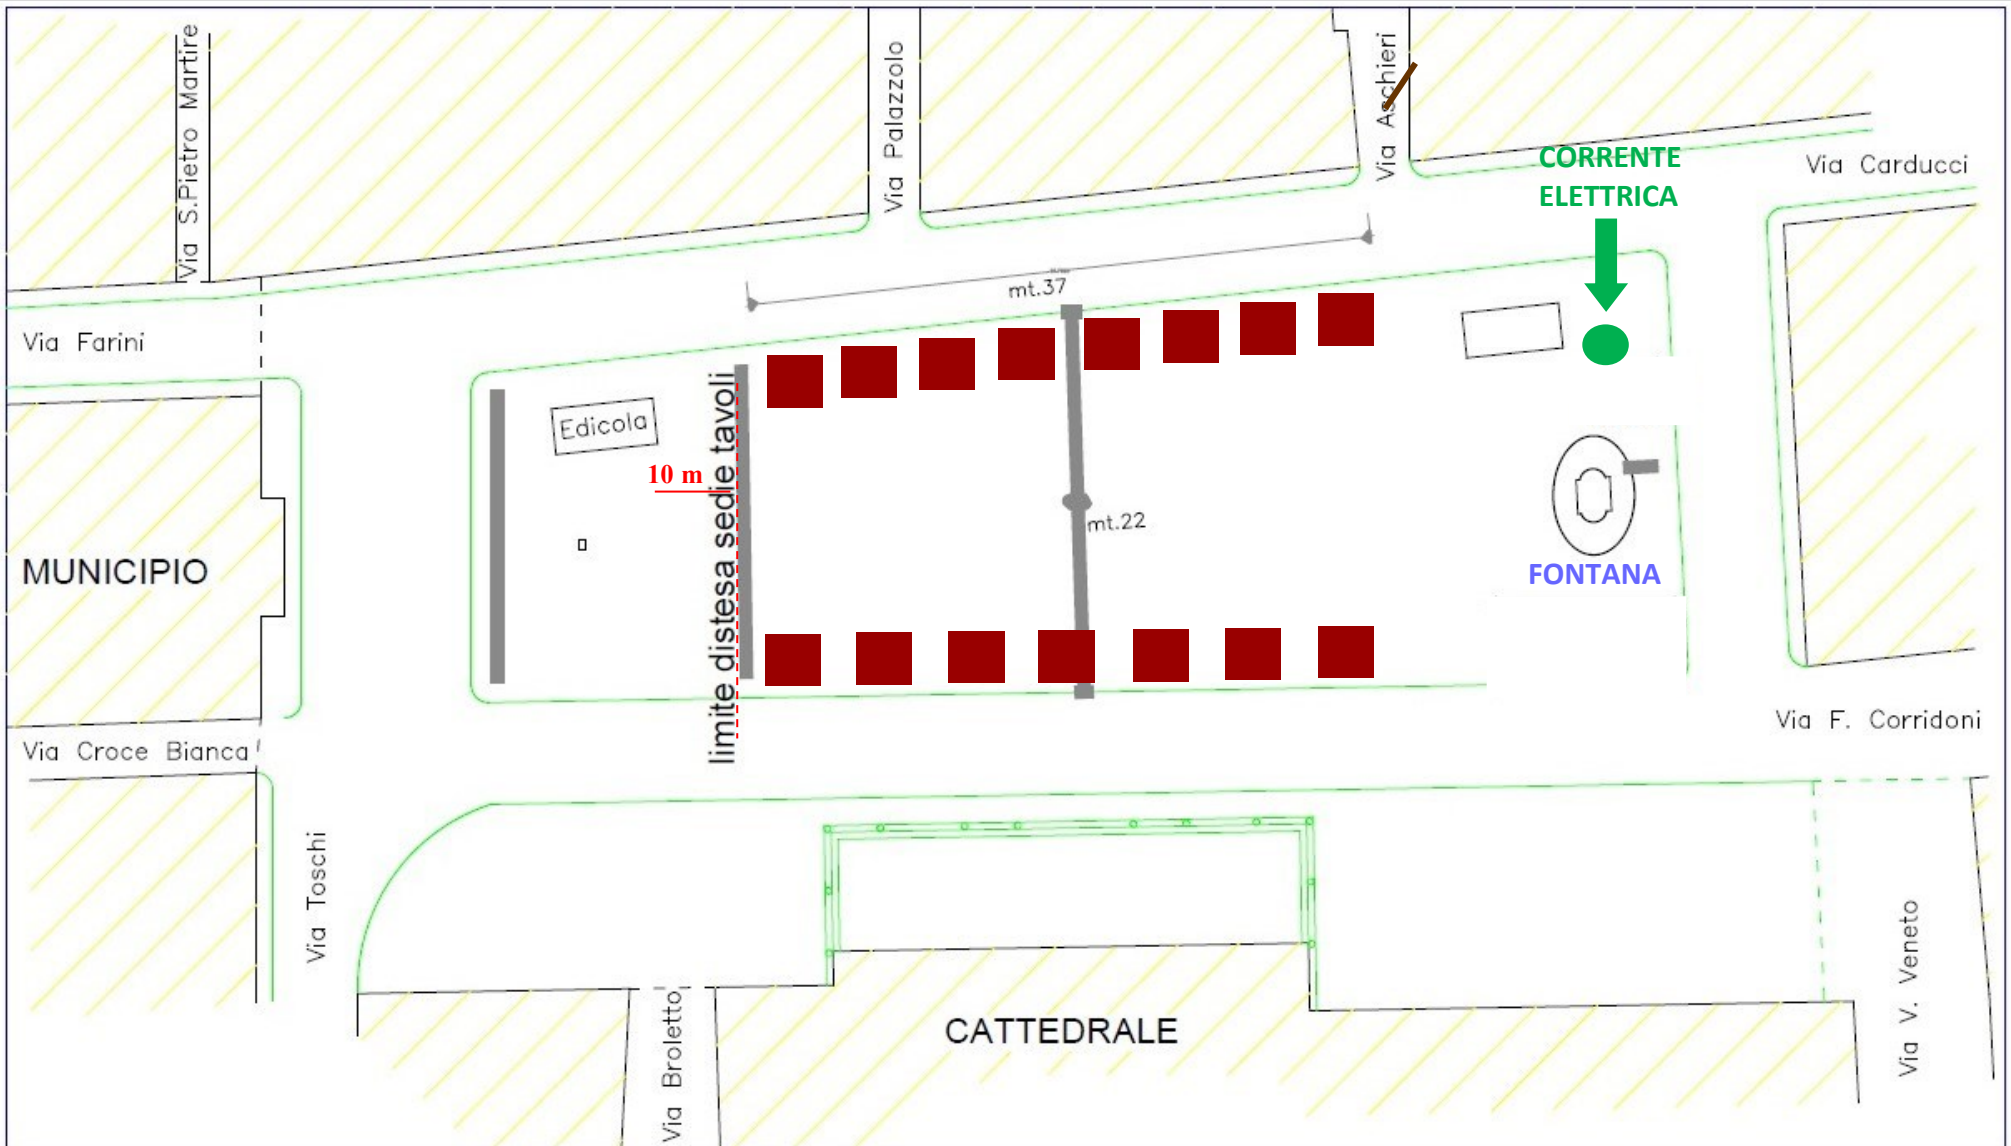 Via S.Pietro Martire
Via Palazzolo
Via Aschieri
CORRENTE
ELETTRICA
Via Carducci
mt.37
Via Farini
Edicola
limite distesa sedie tavoli
10 m
mt.22
MUNICIPIO
FONTANA
Via F. Corridoni
Via Croce Bianca
Via Toschi
Via Broletto
CATTEDRALE
Via V. Veneto